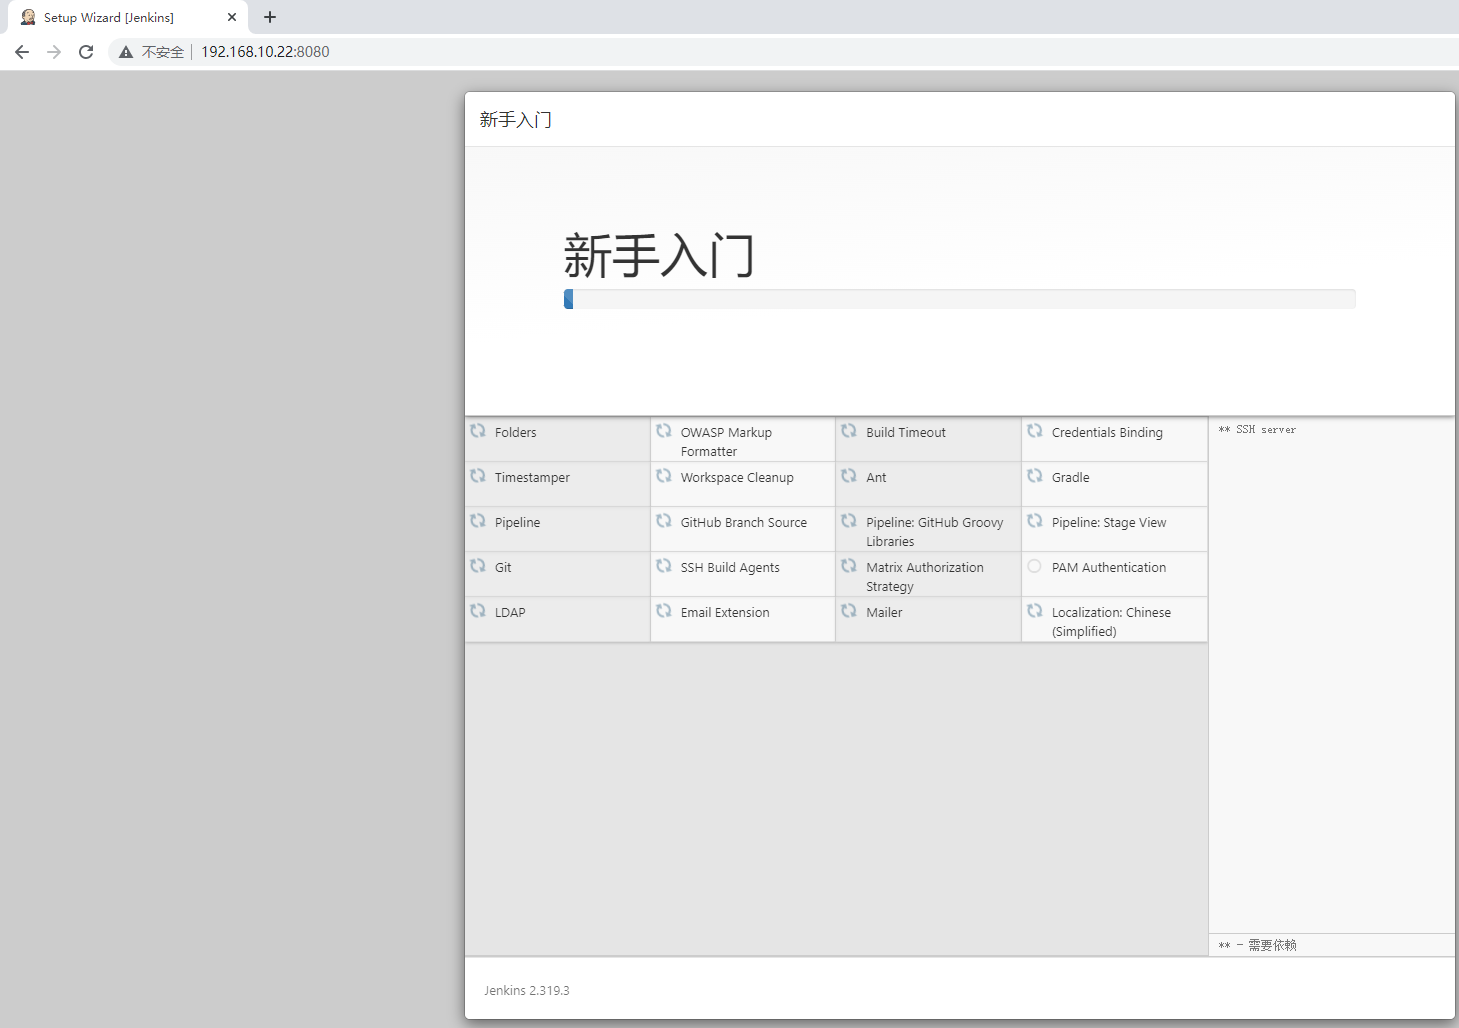 Setup Wizard [Jenkins]
不安全 192.168.10.22:8080
新手入门
新手入门
Folders
OWASP Markup
Formatter
Build Timeout
Credentials Binding
** SSH server
Timestamper
Workspace Cleanup
Ant
Gradle
Pipeline
GitHub Branch Source
Pipeline: GitHub Groovy
Libraries
Pipeline: Stage View
Git
SSH Build Agents
Matrix Authorization
Strategy
PAM Authentication
LDAP
Email Extension
Mailer
Localization: Chinese
(Simplified)
** - 需要依赖
Jenkins 2.319.3